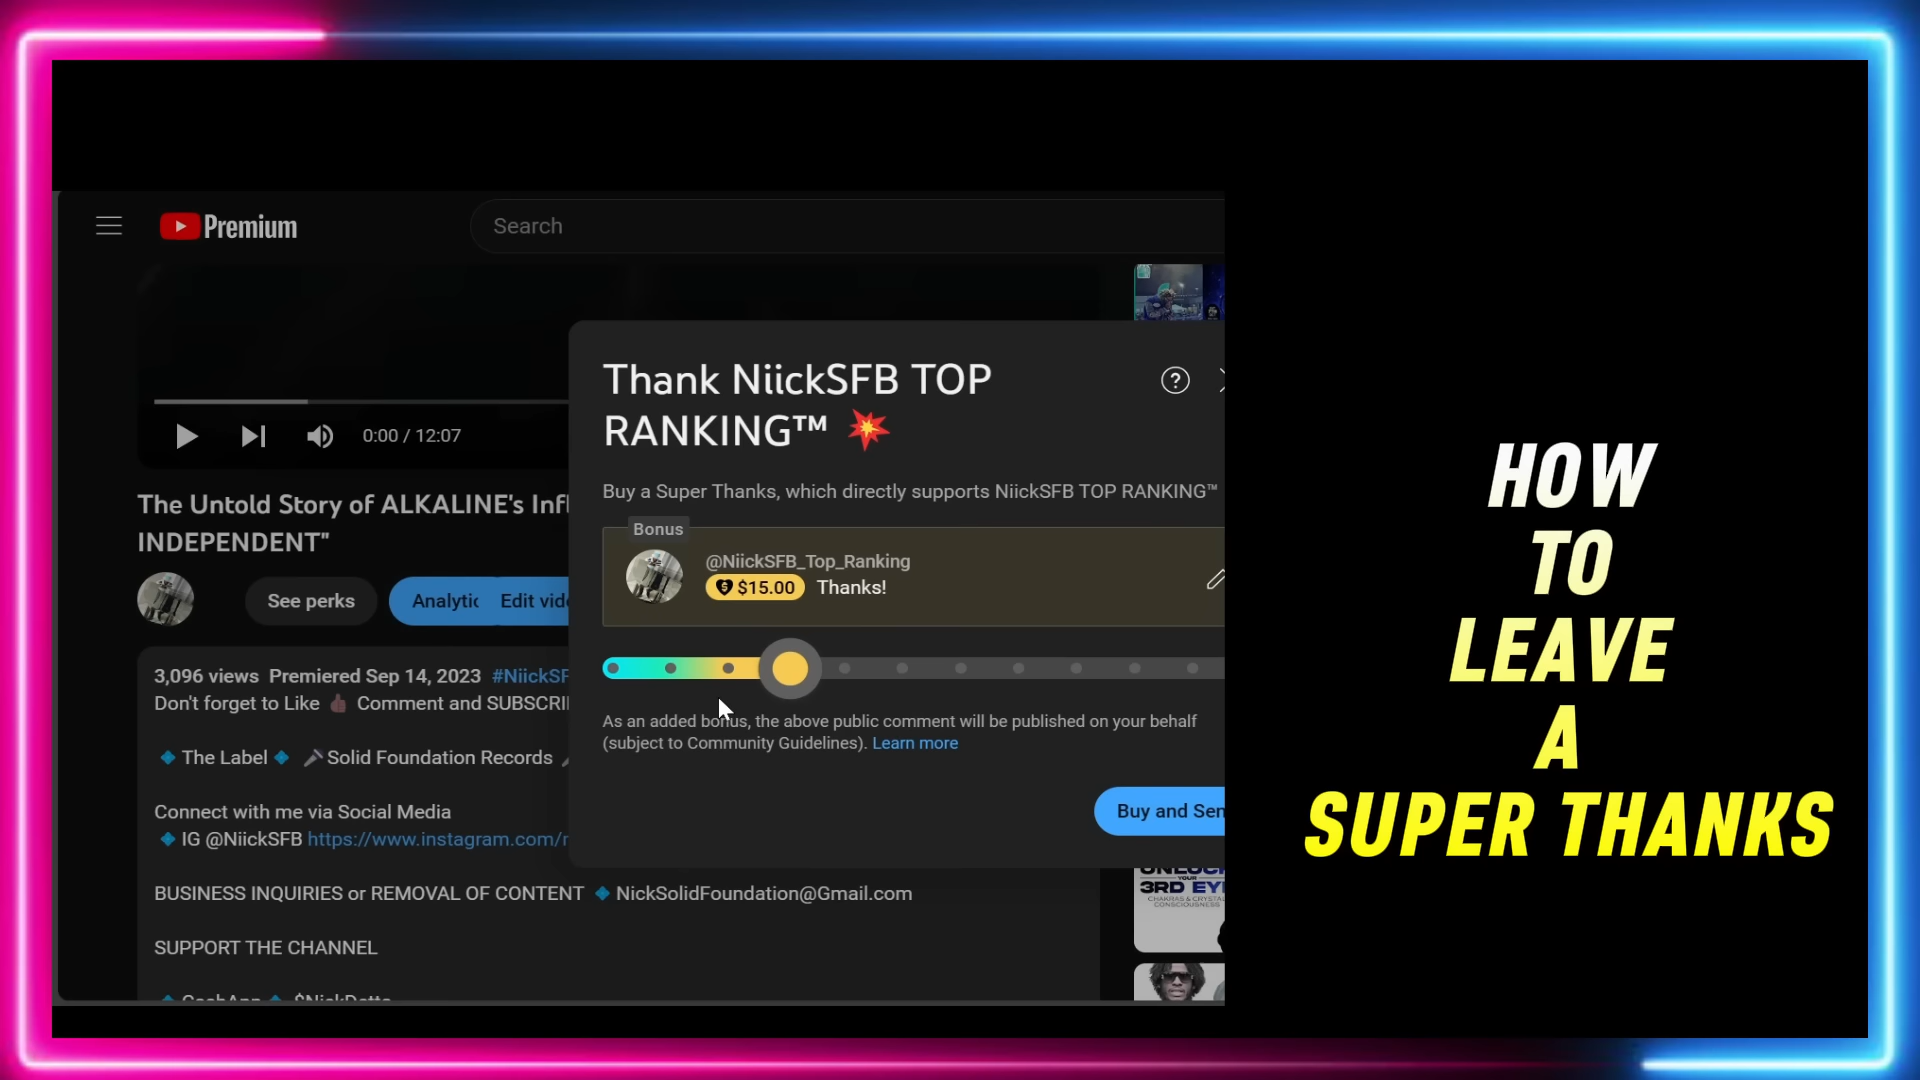 Premium
Search
0:00 / 12:07
The Untold Story of ALKALINE's Infl
INDEPENDENT"
See perks
Analytic
Edit vid
3,096 views Premiered Sep 14, 2023 #NiickSF
Don't forget to Like 👍🏿 Comment and SUBSCRI
🔹The Label🔹 🎤Solid Foundation Records
Connect with me via Social Media
🔹IG @NiickSFB https://www.instagram.com/
BUSINESS INQUIRIES or REMOVAL OF CONTENT 🔹NickSolidFoundation@Gmail.com
SUPPORT THE CHANNEL
Thank NiickSFB TOP
RANKING™ 💥
Buy a Super Thanks, which directly supports NiickSFB TOP RANKING™
Bonus
@NiickSFB_Top_Ranking
$15.00 Thanks!
As an added bonus, the above public comment will be published on your behalf
(subject to Community Guidelines). Learn more
Buy and Sen
YOUR
3RD EY
CHAKRAS & CRYSTAL
CONSCIOUSNESS
HOW
TO
LEAVE
A
SUPER THANKS